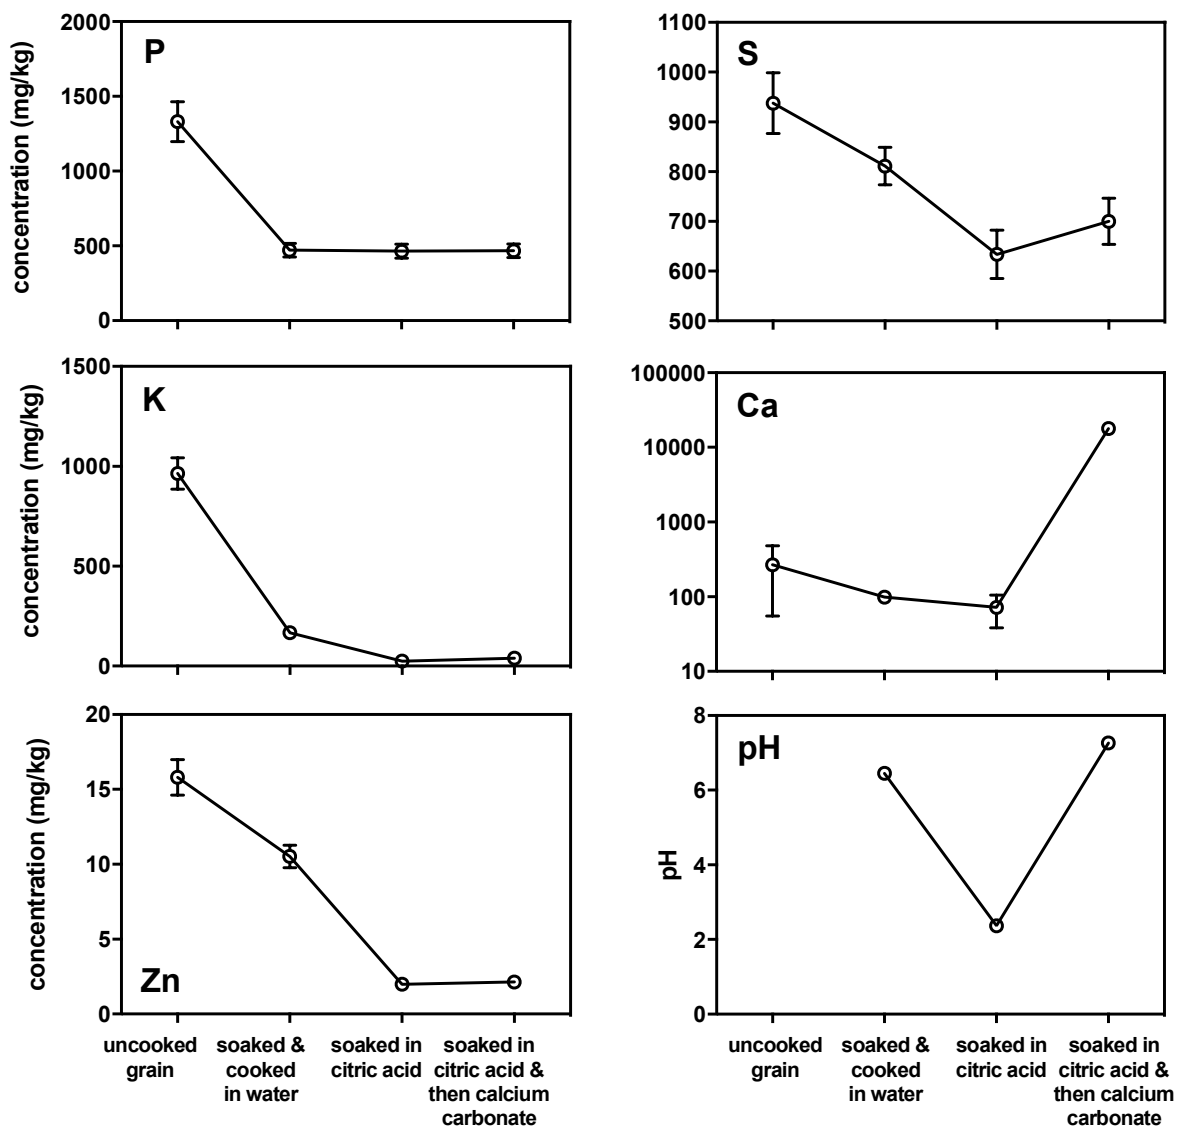 P
concentration (mg/kg)
2000
1500
1000
500
0
S
1100
1000
900
800
700
600
500
K
concentration (mg/kg)
1500
1000
500
0
Ca
100000
10000
1000
100
10
Zn
concentration (mg/kg)
20
15
10
5
0
pH
pH
8
6
4
2
0
uncooked
grain
soaked &
cooked
in water
soaked in
citric acid
soaked in
citric acid &
then calcium
carbonate
uncooked
grain
soaked &
cooked
in water
soaked in
citric acid
soaked in
citric acid &
then calcium
carbonate